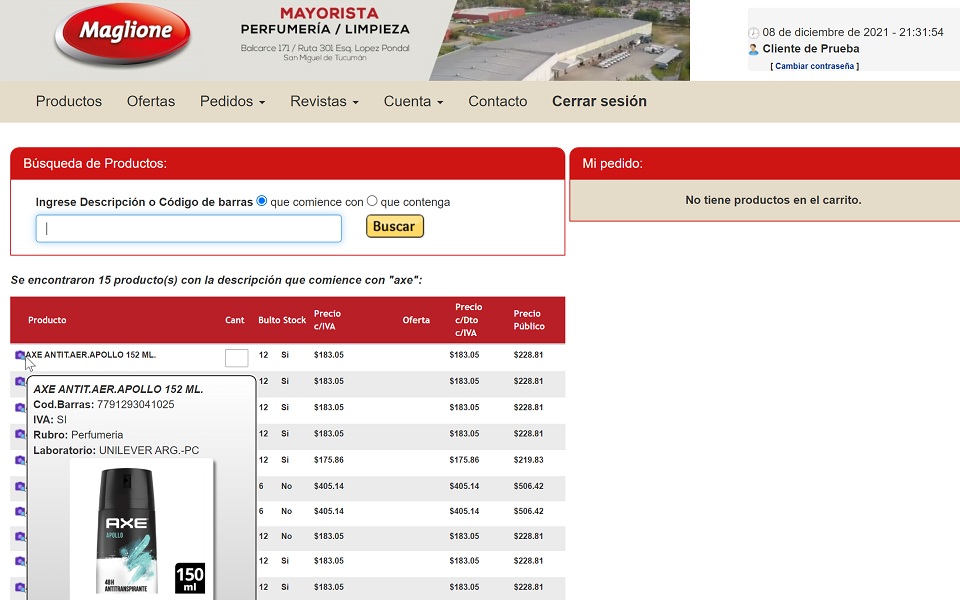 Maglione
MAYORISTA
PERFUMERÍA / LIMPIEZA
Balcarce 171 / Ruta 301 Esq. Lopez Pondal
San Miguel de Tucumán
08 de diciembre de 2021 - 21:31:54
Cliente de Prueba
[ Cambiar contraseña ]
Productos Ofertas Pedidos Revistas Cuenta Contacto Cerrar sesión
Búsqueda de Productos:
Mi pedido:
Ingrese Descripción o Código de barras que comience con que contenga
Buscar
No tiene productos en el carrito.
Se encontraron 15 producto(s) con la descripción que comience con "axe":
Producto Cant Bulto Stock Precio c/IVA Oferta Precio c/Dto c/IVA Precio Público
AXE ANTIT.AER.APOLLO 152 ML. 12 Si $183.05 $183.05 $228.81
12 Si $183.05 $183.05 $228.81
12 Si $183.05 $183.05 $228.81
12 Si $183.05 $183.05 $228.81
12 Si $175.86 $175.86 $219.83
6 No $405.14 $405.14 $506.42
6 No $405.14 $405.14 $506.42
12 No $183.05 $183.05 $228.81
12 Si $183.05 $183.05 $228.81
12 Si $183.05 $183.05 $228.81
AXE ANTIT.AER.APOLLO 152 ML.
Cod.Barras: 7791293041025
IVA: SI
Rubro: Perfumeria
Laboratorio: UNILEVER ARG.-PC
AXE
APOLLO
48H
ANTITRANSPIRANTE
150
ml